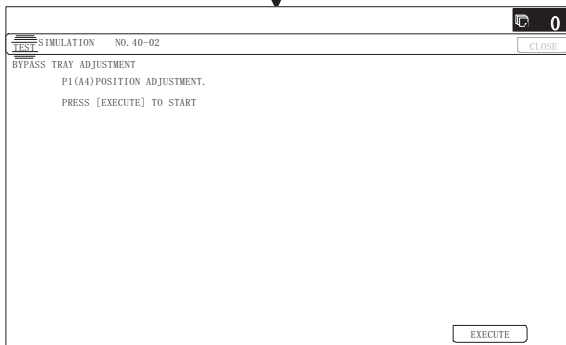 0
TEST SIMULATION NO. 40-02
CLOSE
BYPASS TRAY ADJUSTMENT
P1(A4)POSITION ADJUSTMENT.
PRESS [EXECUTE] TO START
EXECUTE